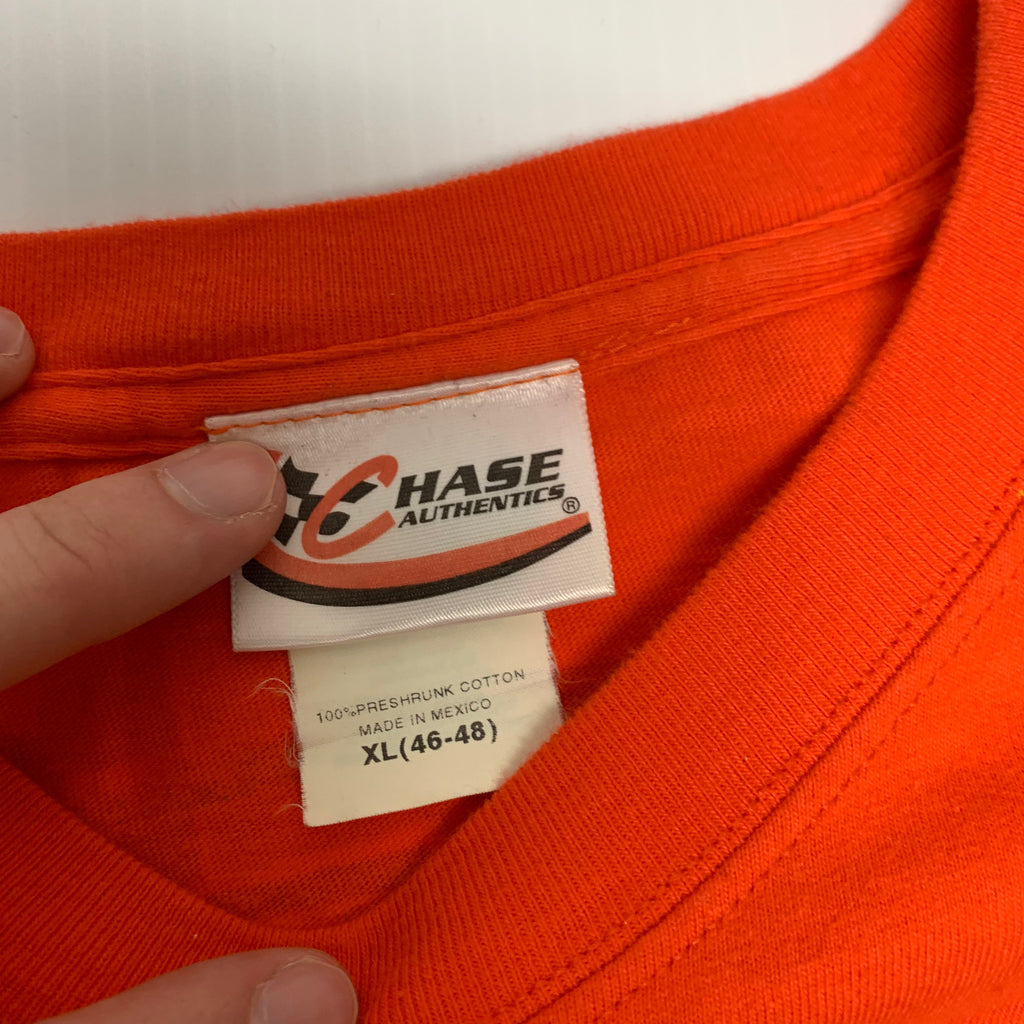 CHASE
AUTHENTICS®
100% PRESHRUNK COTTON
MADE IN MEXICO
XL(46-48)